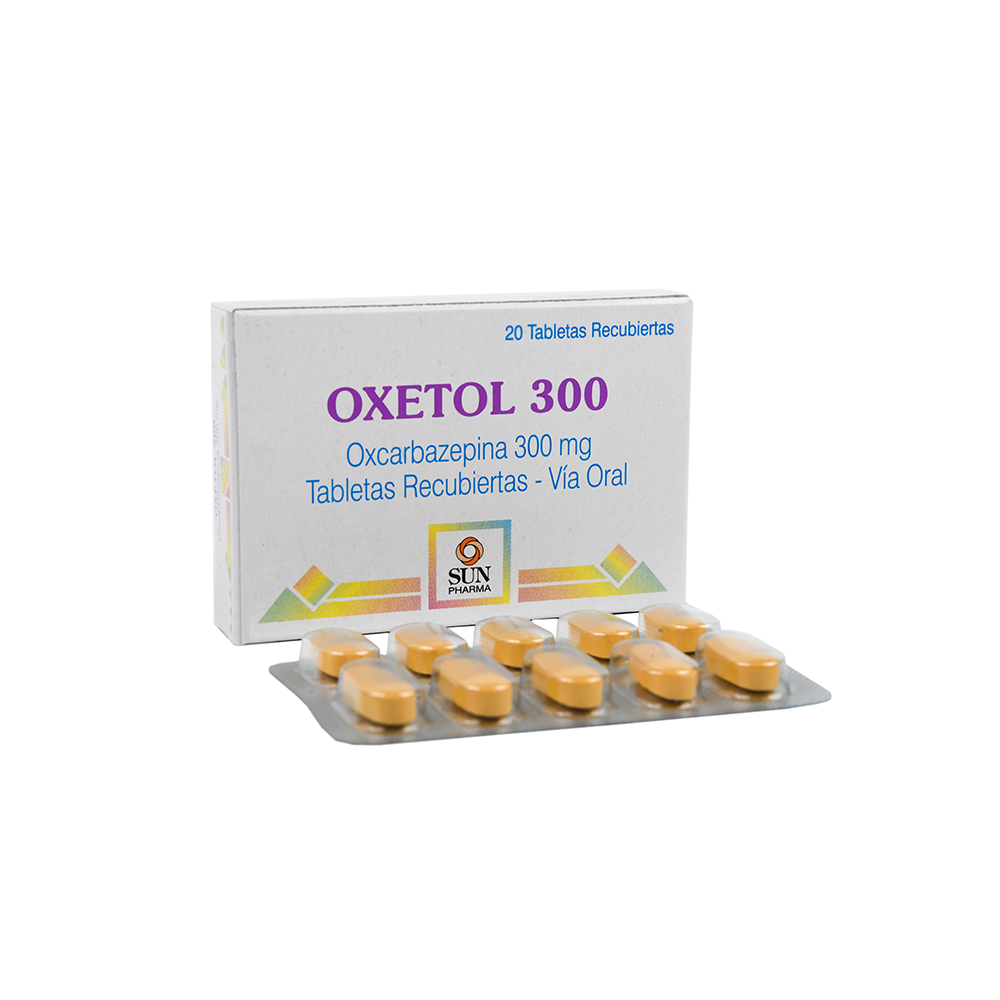 20 Tabletas Recubiertas
OXETOL 300
Oxcarbazepina 300 mg
Tabletas Recubiertas - Vía Oral
SUN
PHARMA